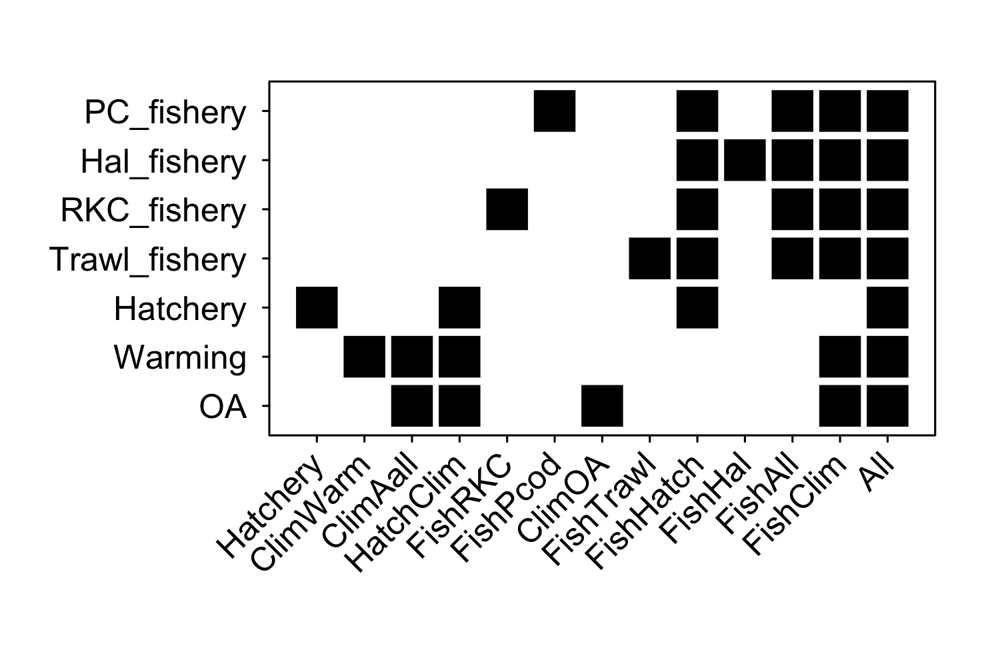 PC_fishery
Hal_fishery
RKC_fishery
Trawl_fishery
Hatchery
Warming
OA
Hatchery
ClimWarm
ClimAall
HatchClim
FishRKC
FishPcod
ClimOA
FishTrawl
FishHatch
FishHal
FishAll
FishClim
All